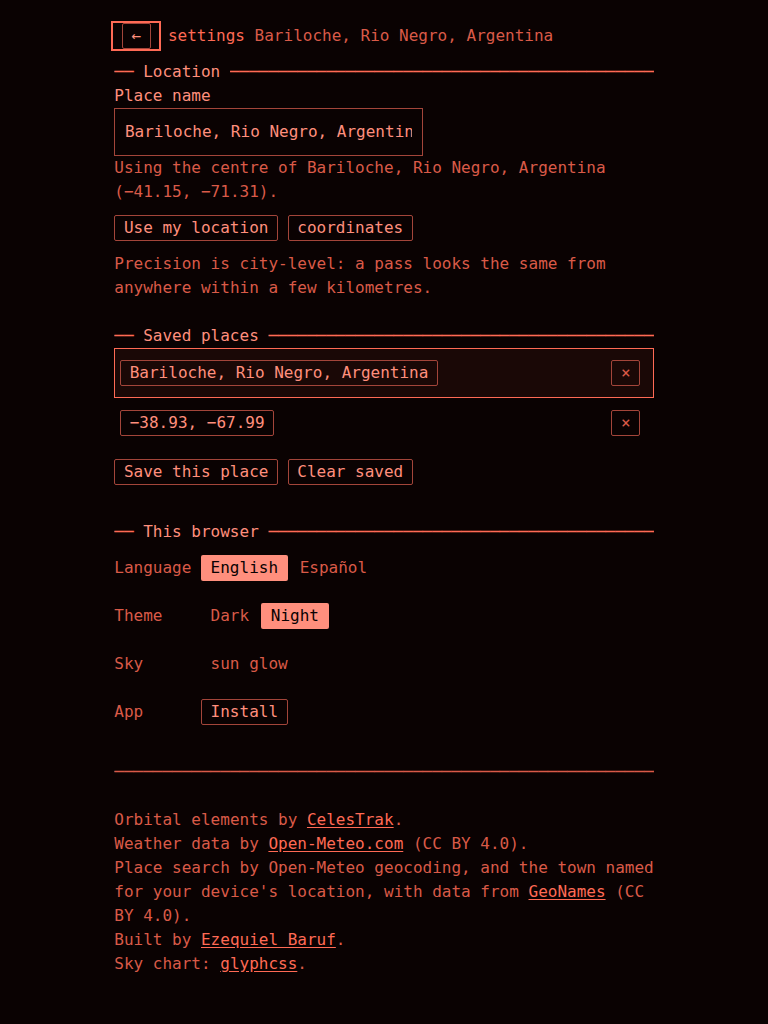 ← settings Bariloche, Rio Negro, Argentina
Location
Place name
Bariloche, Rio Negro, Argentin
Using the centre of Bariloche, Rio Negro, Argentina
(−41.15, −71.31).
Use my location coordinates
Precision is city-level: a pass looks the same from
anywhere within a few kilometres.
Saved places
Bariloche, Rio Negro, Argentina ×
−38.93, −67.99 ×
Save this place Clear saved
This browser
Language English Español
Theme Dark Night
Sky sun glow
App Install
Orbital elements by CelesTrak.
Weather data by Open-Meteo.com (CC BY 4.0).
Place search by Open-Meteo geocoding, and the town named
for your device's location, with data from GeoNames (CC
BY 4.0).
Built by Ezequiel Baruf.
Sky chart: glyphcss.